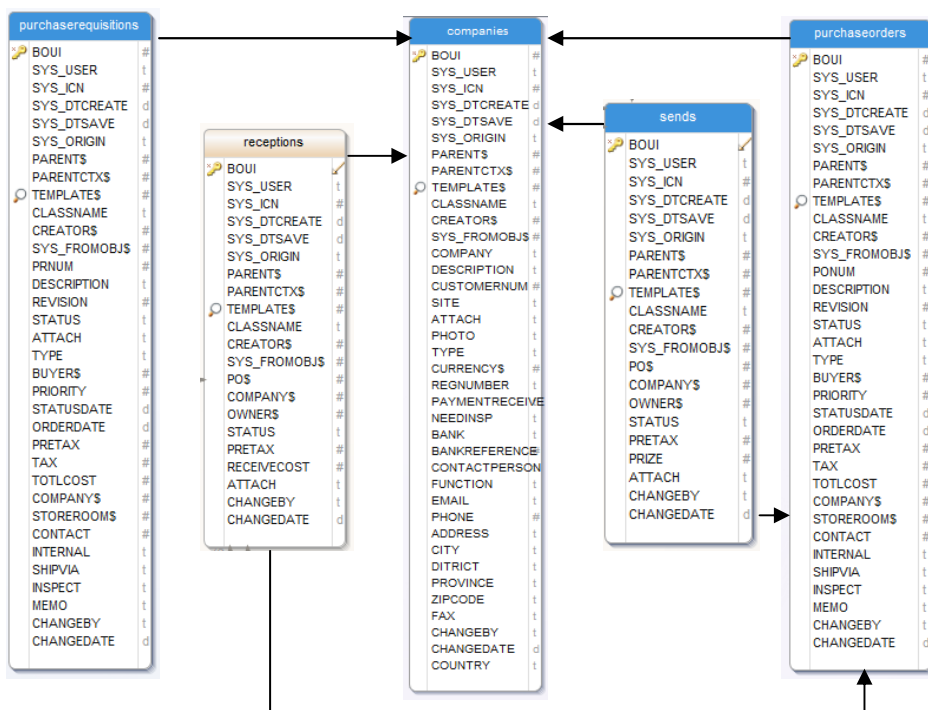 purchaserequisitions
BOUI #
SYS_USER t
SYS_ICN #
SYS_DTCREATE d
SYS_DTSAVE d
SYS_ORIGIN t
PARENT$ #
PARENTCTX$ #
TEMPLATE$ #
CLASSNAME t
CREATOR$ #
SYS_FROMOBJ$ #
PRNUM #
DESCRIPTION t
REVISION #
STATUS t
ATTACH t
TYPE t
BUYER$ #
PRIORITY #
STATUSDATE d
ORDERDATE d
PRETAX #
TAX #
TOTLCOST #
COMPANY$ #
STOREROOM$ #
CONTACT #
INTERNAL t
SHIPVIA t
INSPECT t
MEMO t
CHANGEBY t
CHANGEDATE d
receptions
BOUI
SYS_USER t
SYS_ICN #
SYS_DTCREATE d
SYS_DTSAVE d
SYS_ORIGIN t
PARENT$ #
PARENTCTX$ #
TEMPLATE$ #
CLASSNAME t
CREATOR$ #
SYS_FROMOBJ$ #
PO$ #
COMPANY$ #
OWNER$ #
STATUS t
PRETAX #
RECEIVECOST #
ATTACH t
CHANGEBY t
CHANGEDATE d
companies
BOUI #
SYS_USER t
SYS_ICN #
SYS_DTCREATE d
SYS_DTSAVE d
SYS_ORIGIN t
PARENT$ #
PARENTCTX$ #
TEMPLATE$ #
CLASSNAME t
CREATOR$ #
SYS_FROMOBJ$ #
COMPANY t
DESCRIPTION t
CUSTOMERNUM #
SITE t
ATTACH t
PHOTO t
TYPE t
CURRENCY$ #
REGNUMBER t
PAYMENTRECEIVE
NEEDINSP t
BANK t
BANKREFERENCE
CONTACTPERSON
FUNCTION t
EMAIL t
PHONE #
ADDRESS t
CITY t
DITRICT t
PROVINCE t
ZIPCODE t
FAX t
CHANGEBY t
CHANGEDATE d
COUNTRY t
sends
BOUI
SYS_USER t
SYS_ICN #
SYS_DTCREATE d
SYS_DTSAVE d
SYS_ORIGIN t
PARENT$ #
PARENTCTX$ #
TEMPLATE$ #
CLASSNAME t
CREATOR$ #
SYS_FROMOBJ$ #
PO$ #
COMPANY$ #
OWNER$ #
STATUS t
PRETAX #
PRIZE #
ATTACH t
CHANGEBY t
CHANGEDATE d
purchaseorders
BOUI #
SYS_USER t
SYS_ICN #
SYS_DTCREATE d
SYS_DTSAVE d
SYS_ORIGIN t
PARENT$ #
PARENTCTX$ #
TEMPLATE$ #
CLASSNAME t
CREATOR$ #
SYS_FROMOBJ$ #
PONUM #
DESCRIPTION t
REVISION #
STATUS t
ATTACH t
TYPE t
BUYER$ #
PRIORITY #
STATUSDATE d
ORDERDATE d
PRETAX #
TAX #
TOTLCOST #
COMPANY$ #
STOREROOM$ #
CONTACT #
INTERNAL t
SHIPVIA t
INSPECT t
MEMO t
CHANGEBY t
CHANGEDATE d